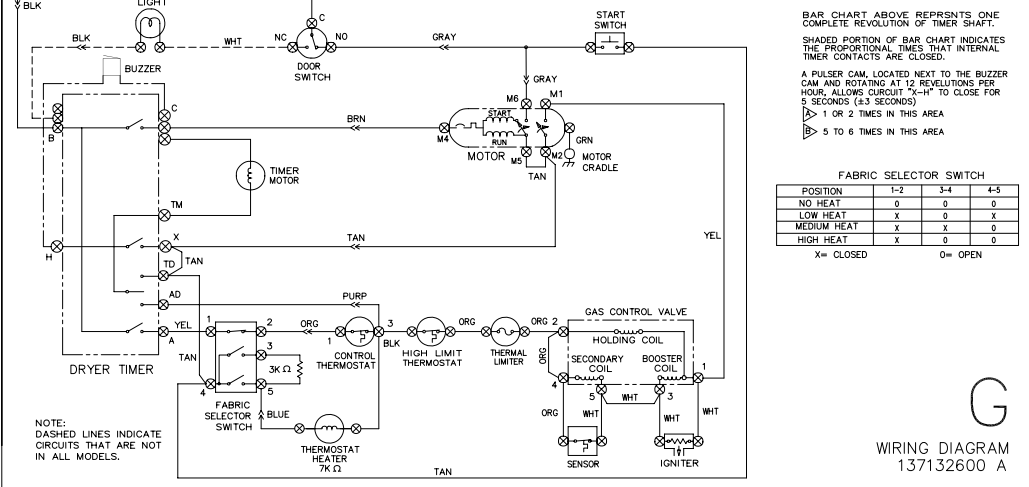 BLK
LIGHT
C
BLK
WHT
NC
NO
DOOR
SWITCH
GRAY
START
SWITCH
BUZZER
GRAY
C
B
BRN
M4
M6
M1
START
RUN
MOTOR
M5
M2
TAN
GRN
MOTOR
CRADLE
TIMER
MOTOR
TM
YEL
H
X
TAN
TAN
TD
AD
PURP
YEL
A
1
2
ORG
1
3
BLK
ORG
ORG
ORG
2
GAS CONTROL VALVE
HOLDING COIL
CONTROL
THERMOSTAT
HIGH LIMIT
THERMOSTAT
THERMAL
LIMITER
ORG
SECONDARY
COIL
BOOSTER
COIL
1
TAN
3
3K Ω
4
5
4
5
3
WHT
DRYER TIMER
FABRIC
SELECTOR
SWITCH
BLUE
THERMOSTAT
HEATER
7K Ω
ORG
WHT
WHT
WHT
SENSOR
IGNITER
TAN
NOTE:
DASHED LINES INDICATE
CIRCUITS THAT ARE NOT
IN ALL MODELS.
BAR CHART ABOVE REPRSNTS ONE
COMPLETE REVOLUTION OF TIMER SHAFT.
SHADED PORTION OF BAR CHART INDICATES
THE PROPORTIONAL TIMES THAT INTERNAL
TIMER CONTACTS ARE CLOSED.
A PULSER CAM, LOCATED NEXT TO THE BUZZER
CAM AND ROTATING AT 12 REVELUTIONS PER
HOUR, ALLOWS CURCUIT "X-H" TO CLOSE FOR
5 SECONDS (±3 SECONDS)
A 1 OR 2 TIMES IN THIS AREA
B 5 TO 6 TIMES IN THIS AREA
FABRIC SELECTOR SWITCH
POSITION 1-2 3-4 4-5
NO HEAT O O O
LOW HEAT X O X
MEDIUM HEAT X X O
HIGH HEAT X O O
X= CLOSED O= OPEN
G
WIRING DIAGRAM
137132600 A